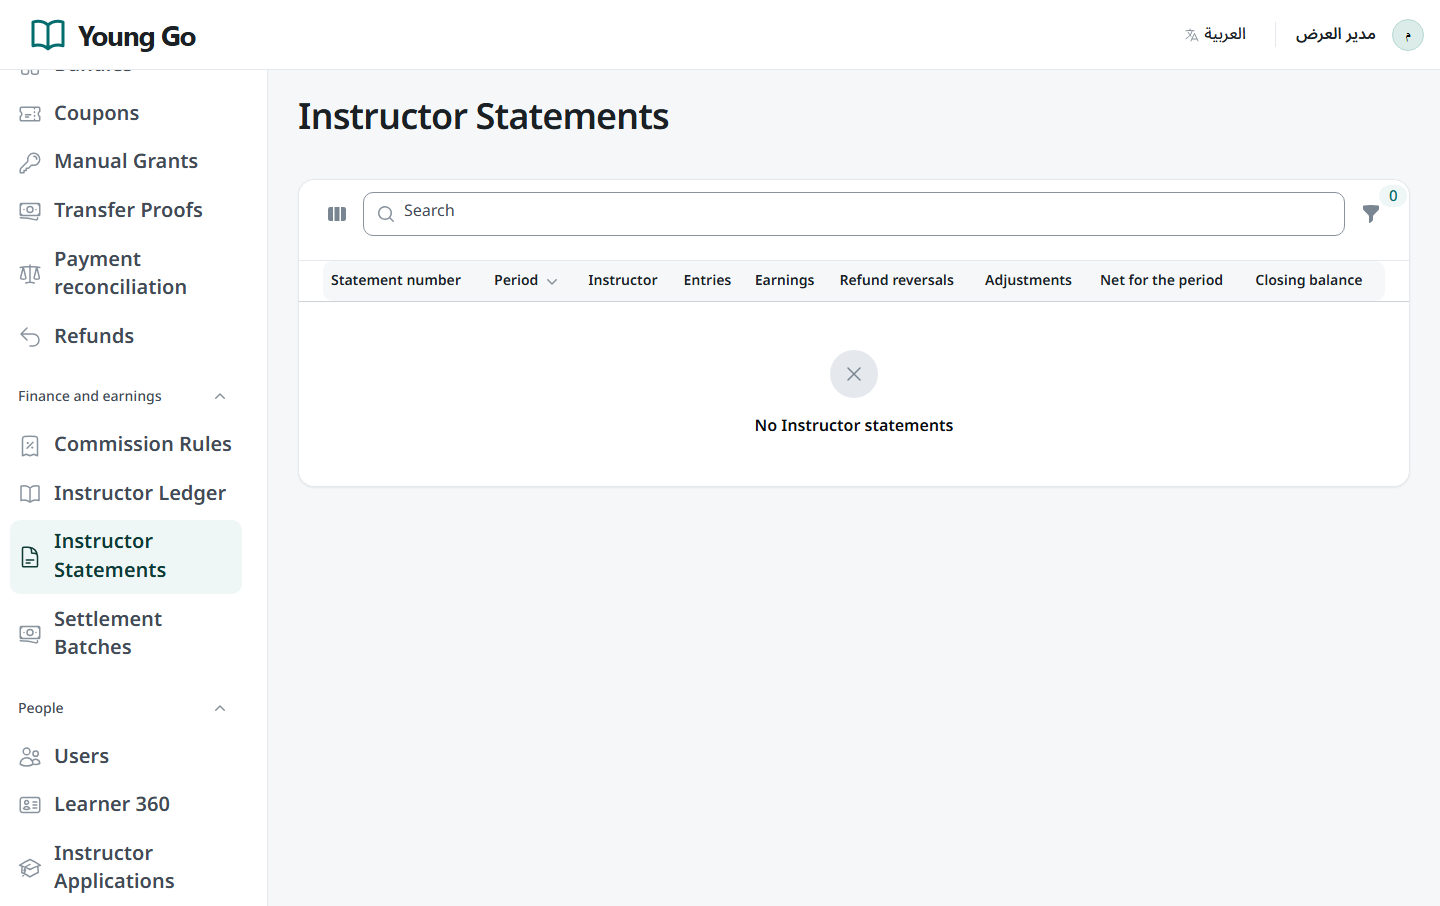 Young Go
العربية
مدير العرض
م
Coupons
Manual Grants
Transfer Proofs
Payment
reconciliation
Refunds
Finance and earnings
Commission Rules
Instructor Ledger
Instructor
Statements
Settlement
Batches
People
Users
Learner 360
Instructor
Applications
Instructor Statements
Search
0
Statement number
Period
Instructor
Entries
Earnings
Refund reversals
Adjustments
Net for the period
Closing balance
No Instructor statements